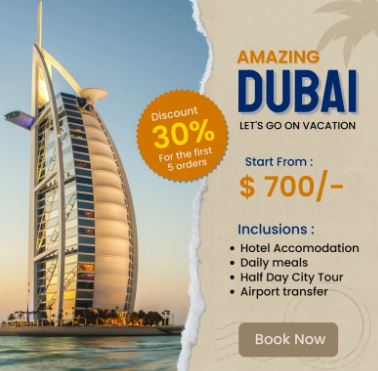 AMAZING
DUBAI
LET'S GO ON VACATION
Discount
30%
For the first
5 orders
Start From :
$ 700/-
Inclusions :
Hotel Accomodation
Daily meals
Half Day City Tour
Airport transfer
Book Now